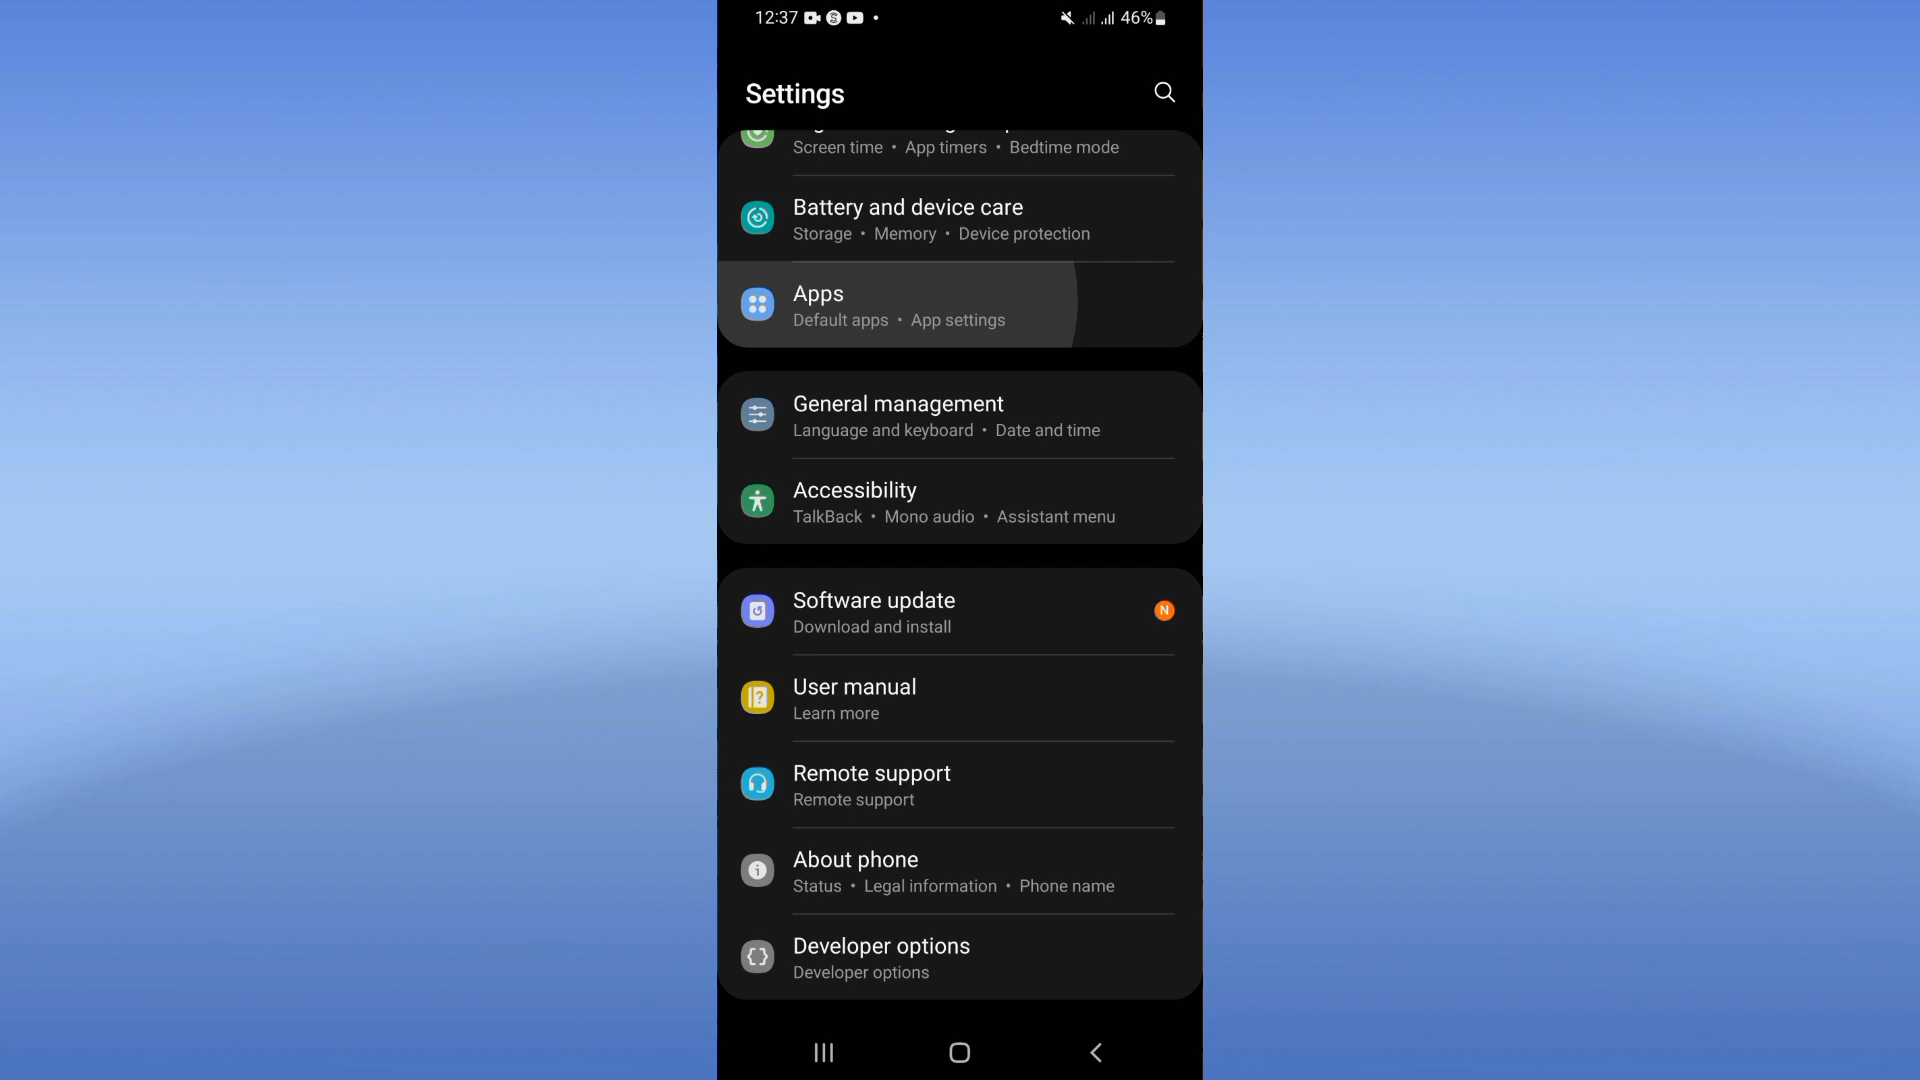 12:37
46%
Settings
Screen time • App timers • Bedtime mode
Battery and device care
Storage • Memory • Device protection
Apps
Default apps • App settings
General management
Language and keyboard • Date and time
Accessibility
TalkBack • Mono audio • Assistant menu
Software update
N
Download and install
User manual
Learn more
Remote support
Remote support
About phone
Status • Legal information • Phone name
Developer options
Developer options